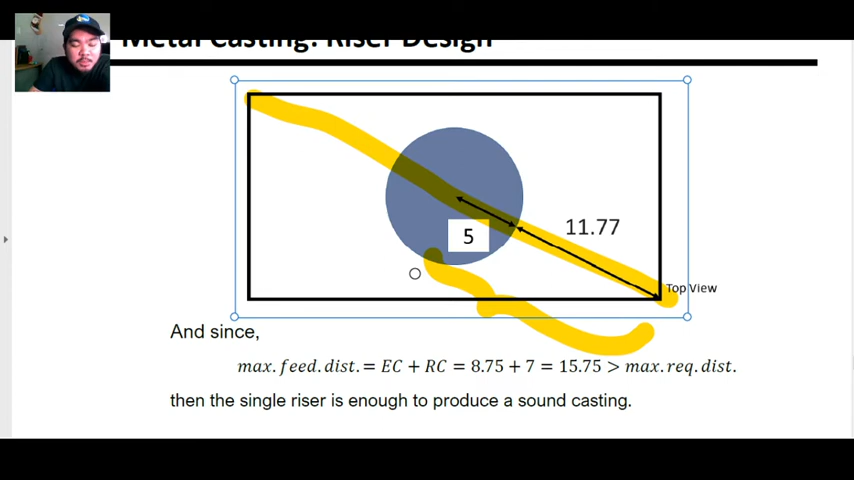 Metal Casting: Riser Design
5
11.77
Top View
And since,
max.feed.dist.= EC + RC = 8.75 + 7 = 15.75 > max.req.dist.
then the single riser is enough to produce a sound casting.